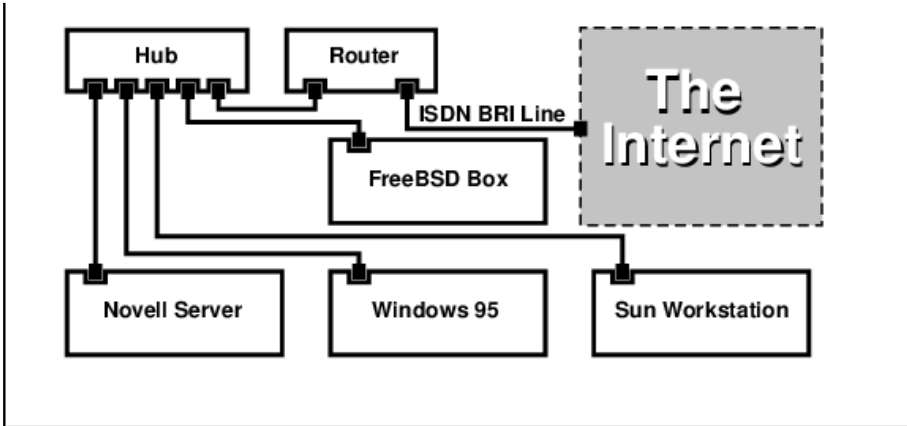 Hub
Router
The
Internet
ISDN BRI Line
FreeBSD Box
Novell Server
Windows 95
Sun Workstation